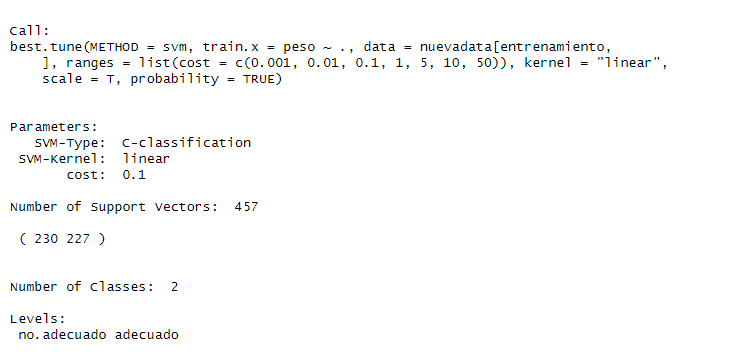 Call:
best.tune(METHOD = svm, train.x = peso ~ ., data = nuevadata[entrenamiento,
    ], ranges = list(cost = c(0.001, 0.01, 0.1, 1, 5, 10, 50)), kernel = "linear",
    scale = T, probability = TRUE)
Parameters:
   SVM-Type:  C-classification
 SVM-Kernel:  linear
       cost:  0.1
Number of Support Vectors:  457
 ( 230 227 )
Number of Classes:  2
Levels:
 no.adecuado adecuado